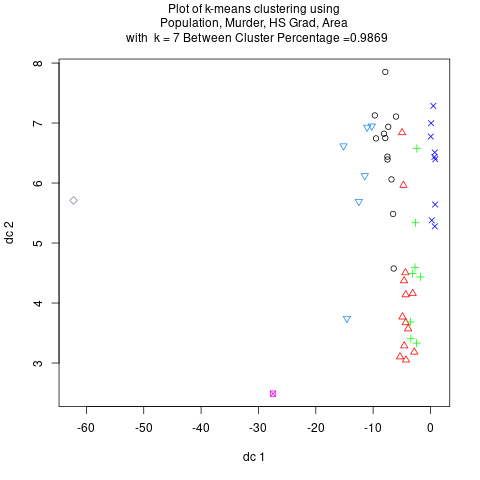 Plot of k-means clustering using
Population, Murder, HS Grad, Area
with k = 7 Between Cluster Percentage =0.9869
8
7
6
5
4
3
dc 2
-60 -50 -40 -30 -20 -10 0
dc 1